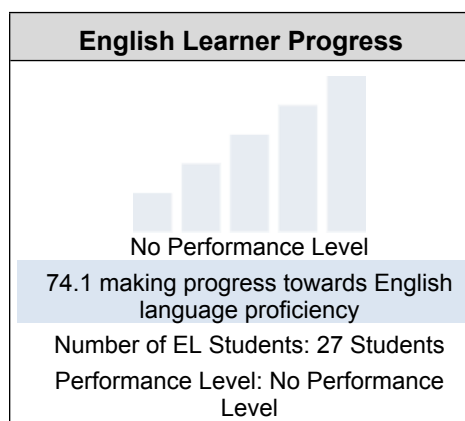 English Learner Progress
No Performance Level
74.1 making progress towards English
language proficiency
Number of EL Students: 27 Students
Performance Level: No Performance
Level